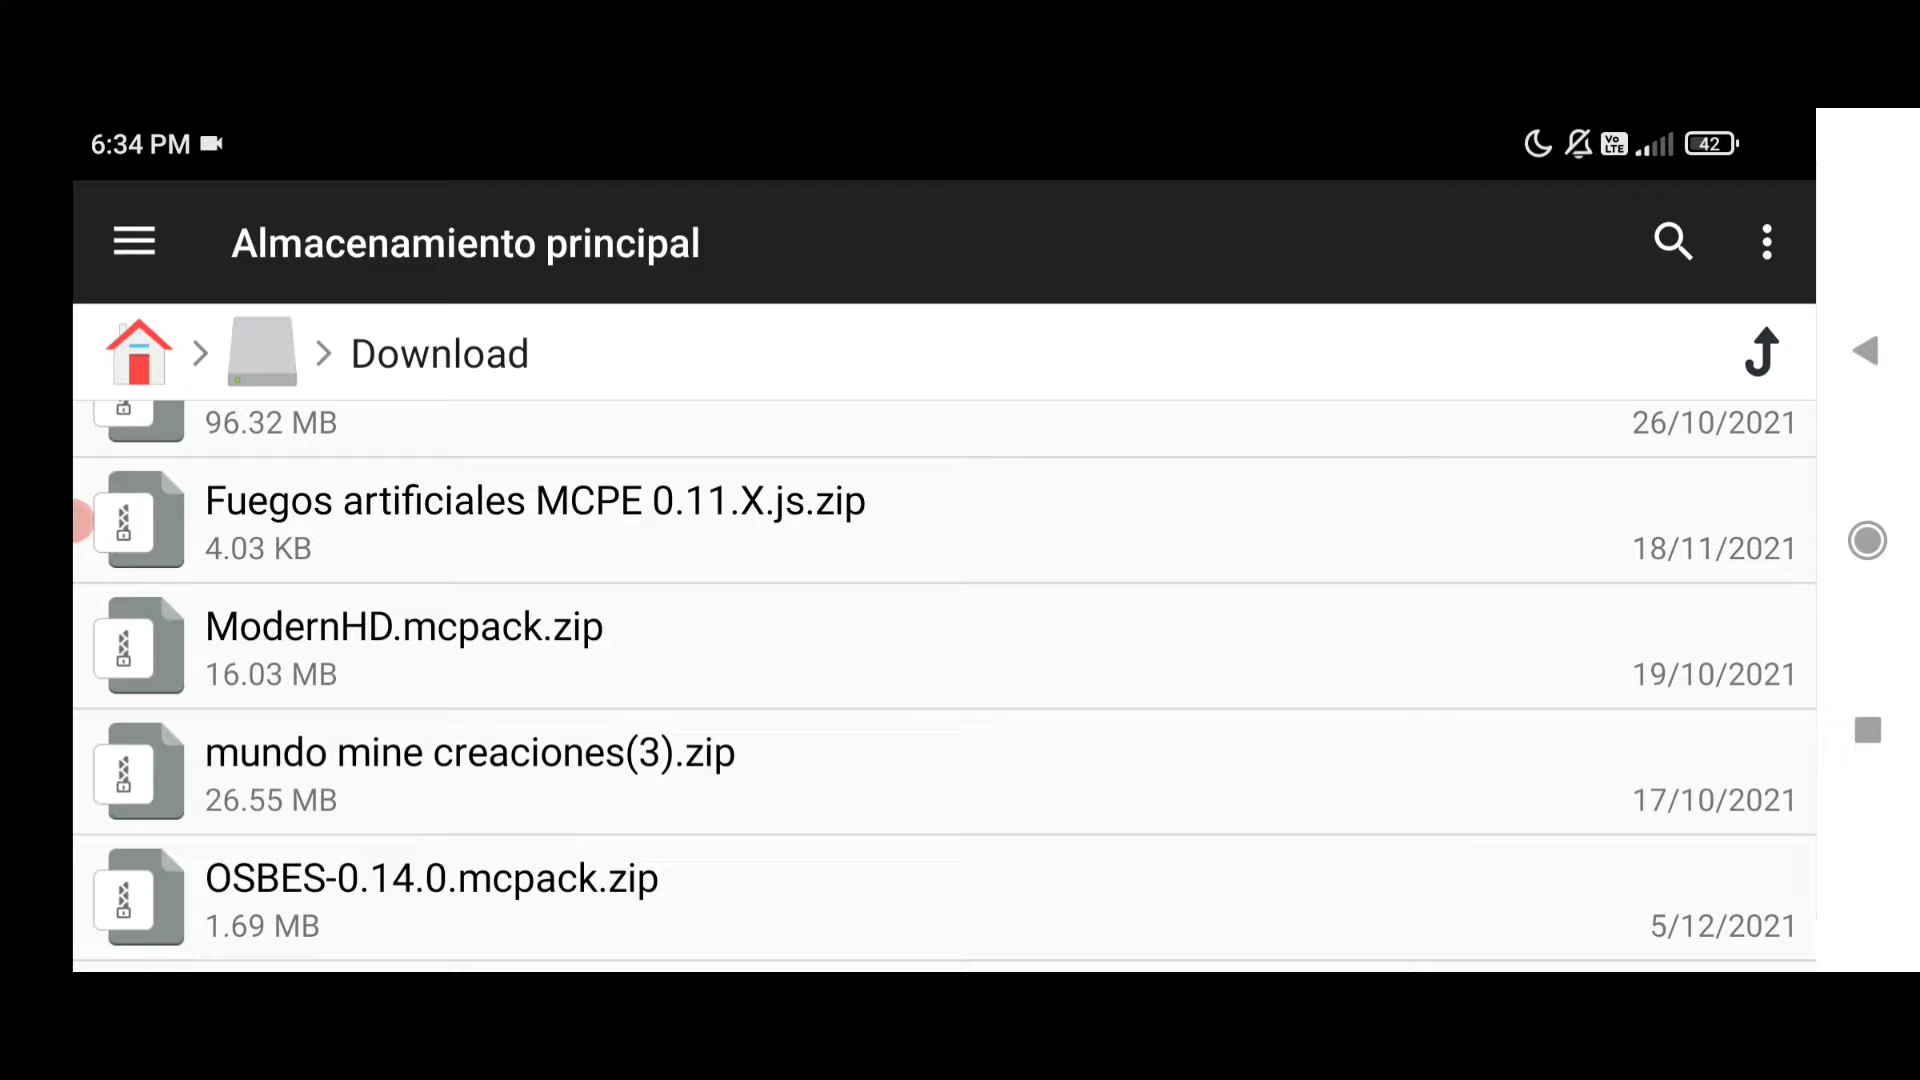 6:34 PM
Vo LTE
42
Almacenamiento principal
Download
96.32 MB
26/10/2021
Fuegos artificiales MCPE 0.11.X.js.zip
4.03 KB
18/11/2021
ModernHD.mcpack.zip
16.03 MB
19/10/2021
mundo mine creaciones(3).zip
26.55 MB
17/10/2021
OSBES-0.14.0.mcpack.zip
1.69 MB
5/12/2021